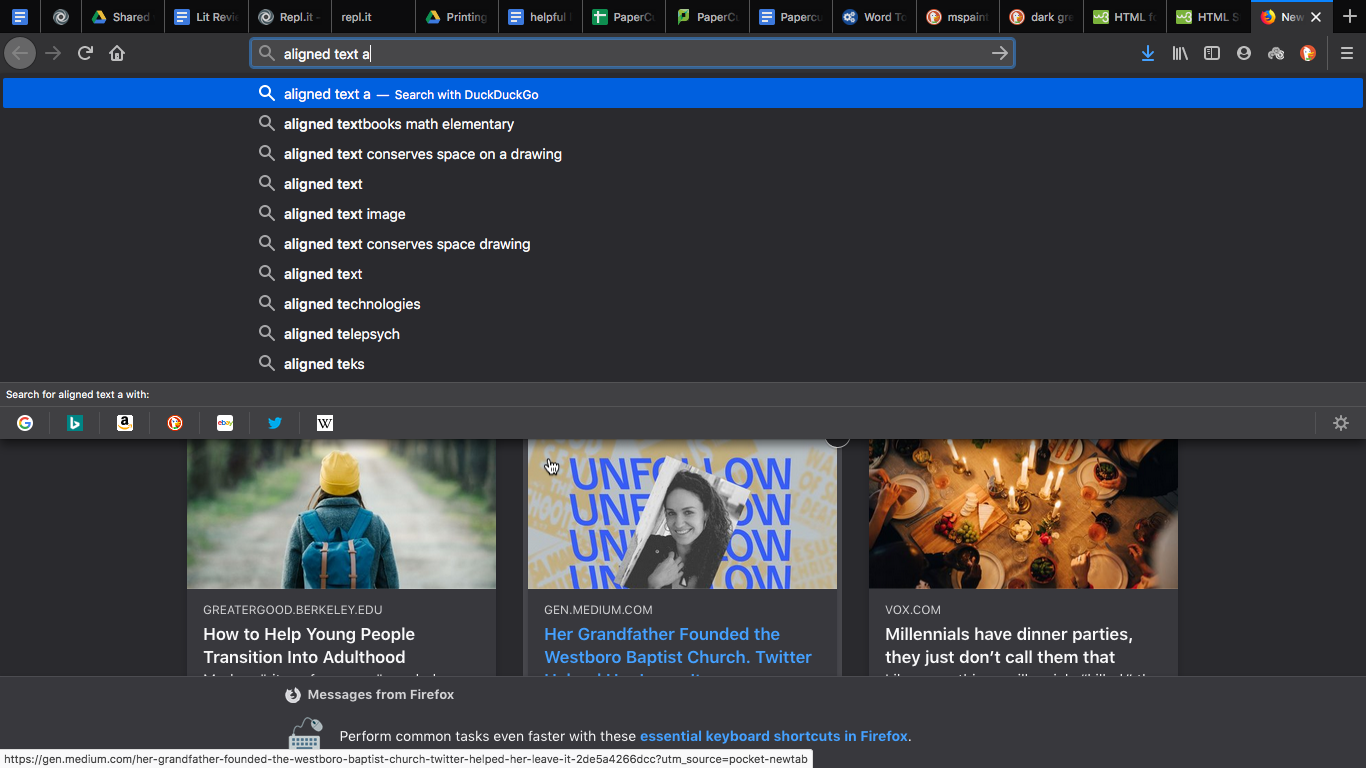 Shared
Lit Revi
Repl.it -
repl.it
Printing
helpful
PaperCu
PaperCu
Papercu
Word To
mspaint
dark gre
HTML fo
HTML S
New
aligned text a
aligned text a — Search with DuckDuckGo
aligned textbooks math elementary
aligned text conserves space on a drawing
aligned text
aligned text image
aligned text conserves space drawing
aligned text
aligned technologies
aligned telepsych
aligned teks
Search for aligned text a with:
UNFOLLOW
GREATERGOOD.BERKELEY.EDU
How to Help Young People
Transition Into Adulthood
GEN.MEDIUM.COM
Her Grandfather Founded the
Westboro Baptist Church. Twitter
VOX.COM
Millennials have dinner parties,
they just don’t call them that
Messages from Firefox
Perform common tasks even faster with these essential keyboard shortcuts in Firefox.
https://gen.medium.com/her-grandfather-founded-the-westboro-baptist-church-twitter-helped-her-leave-it-2de5a4266dcc?utm_source=pocket-newtab